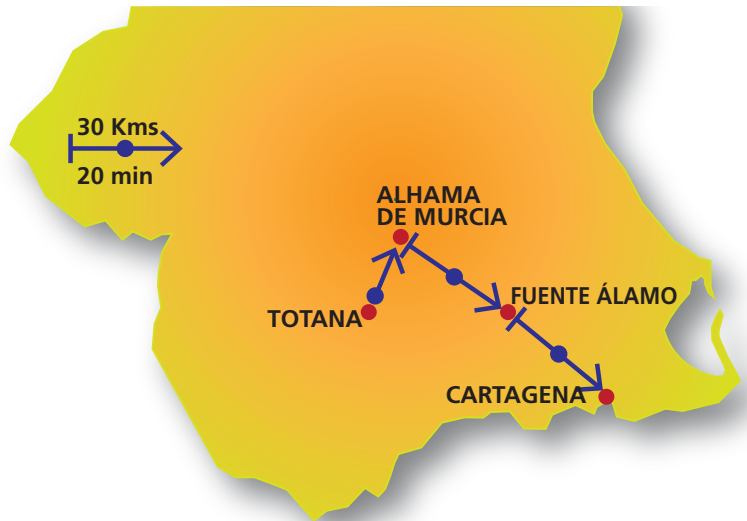 30 Kms
20 min
ALHAMA
DE MURCIA
TOTANA
FUENTE ÁLAMO
CARTAGENA